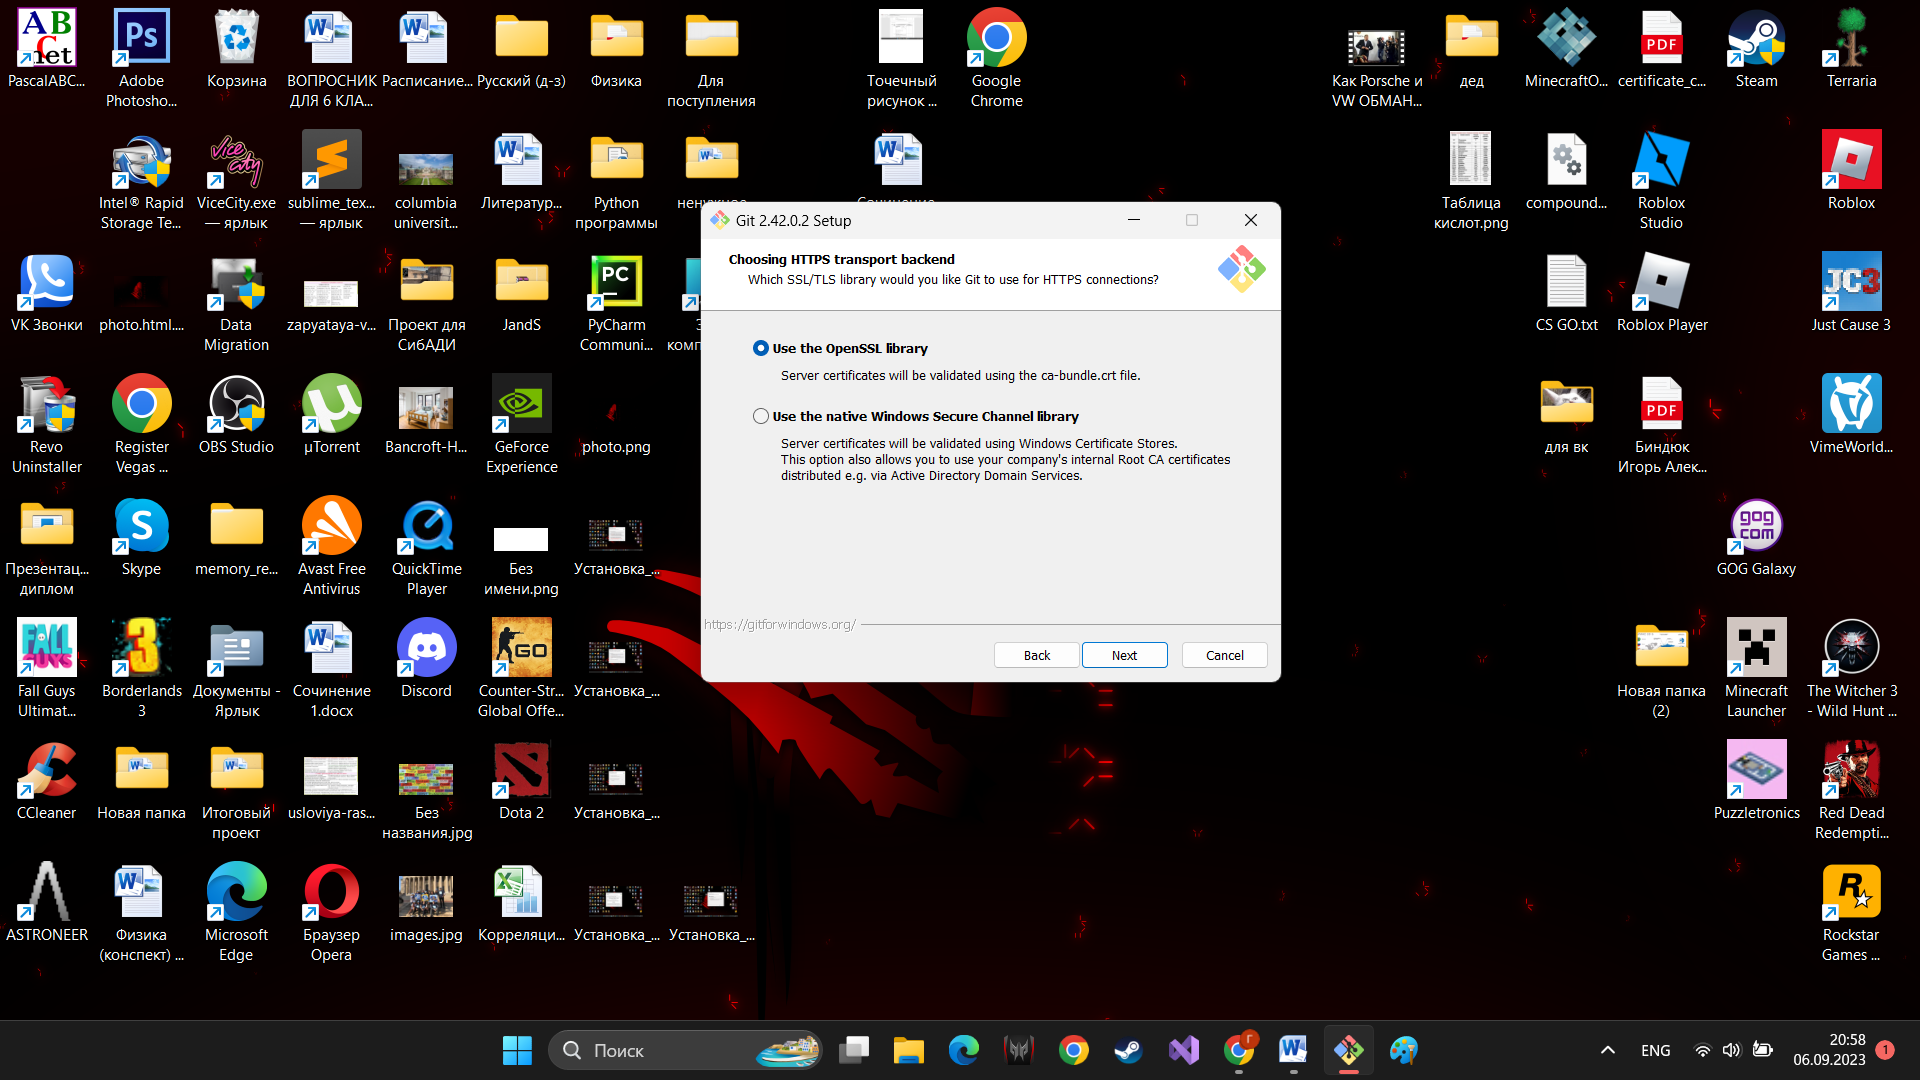 PascalABC...
Adobe
Photosho...
Корзина
ВОПРОСНИК
ДЛЯ 6 КЛА...
Расписание...
Русский (д-з)
Физика
Для
поступления
Точечный
рисунок ...
Google
Chrome
Как Porsche и
VW ОБМАН...
дед
MinecraftO...
certificate_c...
Steam
Terraria
Intel® Rapid
Storage Te...
ViceCity.exe
— ярлык
sublime_tex...
— ярлык
columbia
universit...
Литератур...
Python
программы
Таблица
кислот.png
compound...
Roblox
Studio
Roblox
Git 2.42.0.2 Setup
Choosing HTTPS transport backend
Which SSL/TLS library would you like Git to use for HTTPS connections?
Use the OpenSSL library
Server certificates will be validated using the ca-bundle.crt file.
Use the native Windows Secure Channel library
Server certificates will be validated using Windows Certificate Stores.
This option also allows you to use your company's internal Root CA certificates
distributed e.g. via Active Directory Domain Services.
https://gitforwindows.org/
Back
Next
Cancel
VK Звонки
photo.html....
Data
Migration
zapyataya-v...
Проект для
СибАДИ
JandS
PyCharm
Communi...
CS GO.txt
Roblox Player
Just Cause 3
Revo
Uninstaller
Register
Vegas ...
OBS Studio
µTorrent
Bancroft-H...
GeForce
Experience
photo.png
для вк
Биндюк
Игорь Алек...
VimeWorld...
Презентац...
диплом
Skype
memory_re...
Avast Free
Antivirus
QuickTime
Player
Без
имени.png
Установка_...
GOG Galaxy
Fall Guys
Ultimat...
Borderlands
3
Документы -
Ярлык
Сочинение
1.docx
Discord
Counter-Str...
Global Offe...
Установка_...
Новая папка
(2)
Minecraft
Launcher
The Witcher 3
- Wild Hunt ...
CCleaner
Новая папка
Итоговый
проект
usloviya-ras...
Без
названия.jpg
Dota 2
Установка_...
Puzzletronics
Red Dead
Redempti...
ASTRONEER
Физика
(конспект) ...
Microsoft
Edge
Браузер
Opera
images.jpg
Корреляци...
Установка_...
Установка_...
Rockstar
Games ...
Поиск
ENG
20:58
06.09.2023
1